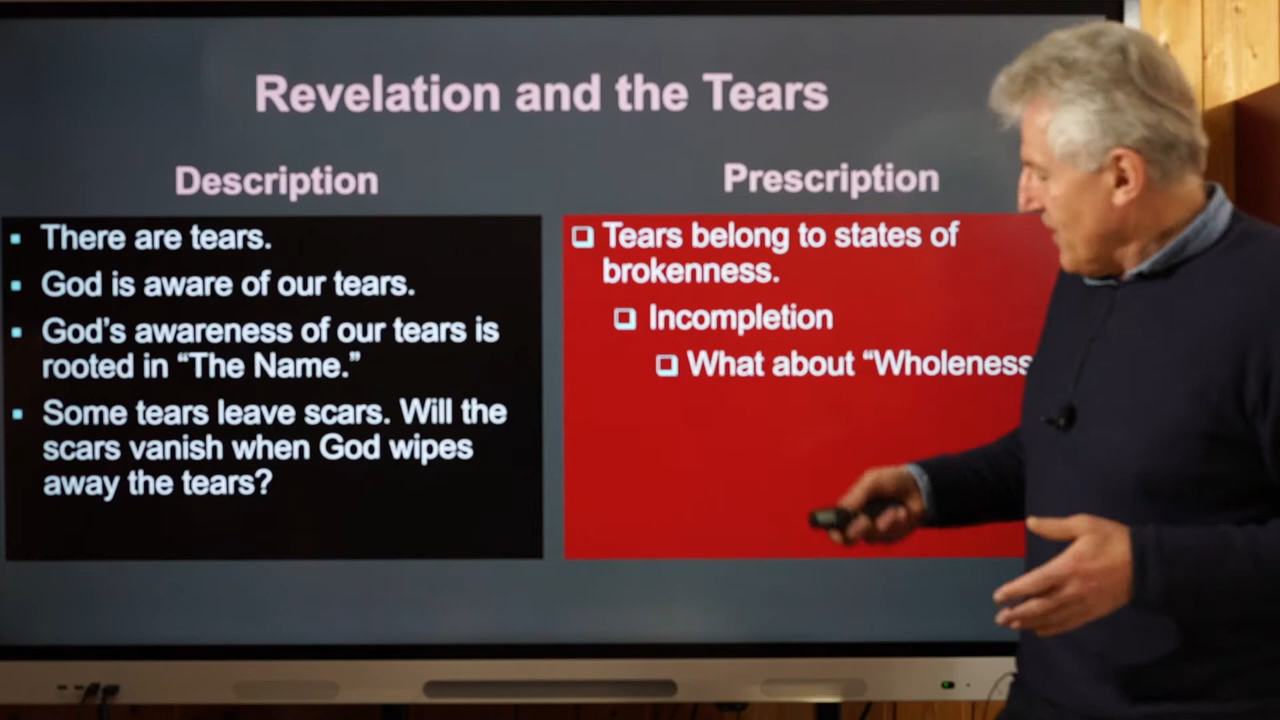 Revelation and the Tears
Description
There are tears.
God is aware of our tears.
God’s awareness of our tears is
rooted in “The Name.”
Some tears leave scars. Will the
scars vanish when God wipes
away the tears?
Prescription
Tears belong to states of
brokenness.
Incompletion
What about “Wholeness